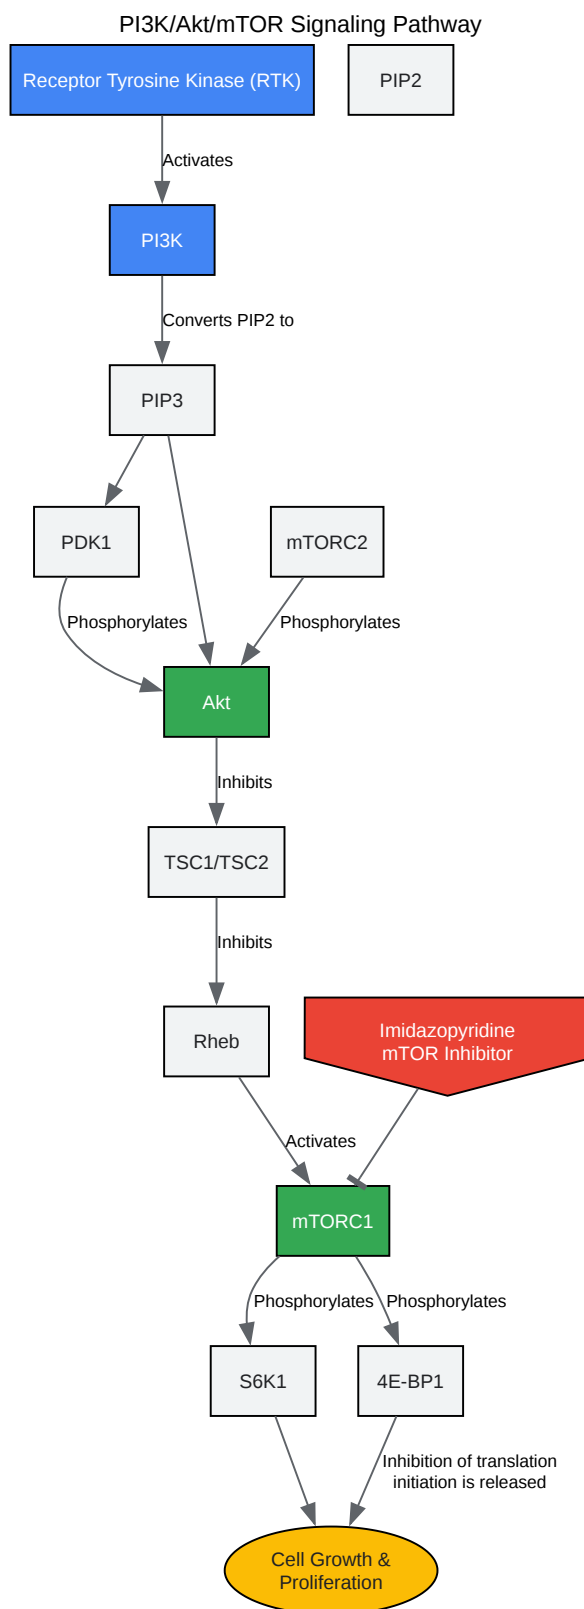 PI3K/Akt/mTOR Signaling Pathway
Receptor Tyrosine Kinase (RTK)
PIP2
Activates
PI3K
Converts PIP2 to
PIP3
PDK1
mTORC2
Phosphorylates
Phosphorylates
Akt
Inhibits
TSC1/TSC2
Inhibits
Rheb
Imidazopyridine
mTOR Inhibitor
Activates
mTORC1
Phosphorylates
Phosphorylates
S6K1
4E-BP1
Inhibition of translation
initiation is released
Cell Growth &
Proliferation